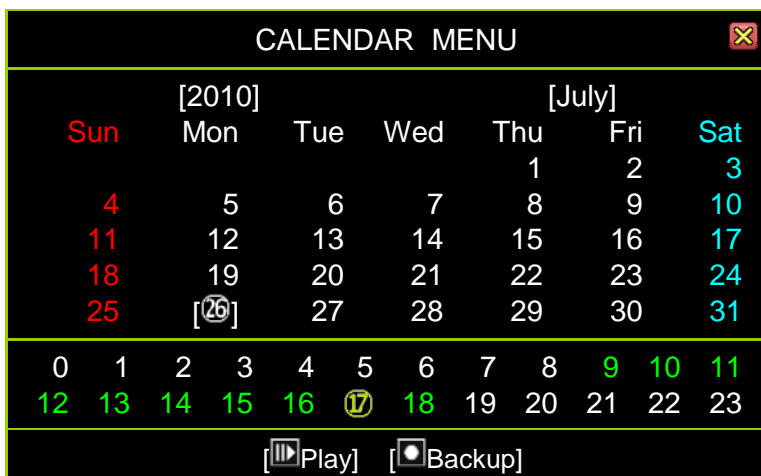 CALENDAR MENU
[2010] [July]
Sun Mon Tue Wed Thu Fri Sat
1 2 3
4 5 6 7 8 9 10
11 12 13 14 15 16 17
18 19 20 21 22 23 24
25 [26] 27 28 29 30 31
0 1 2 3 4 5 6 7 8 9 10 11
12 13 14 15 16 17 18 19 20 21 22 23
[Play] [Backup]